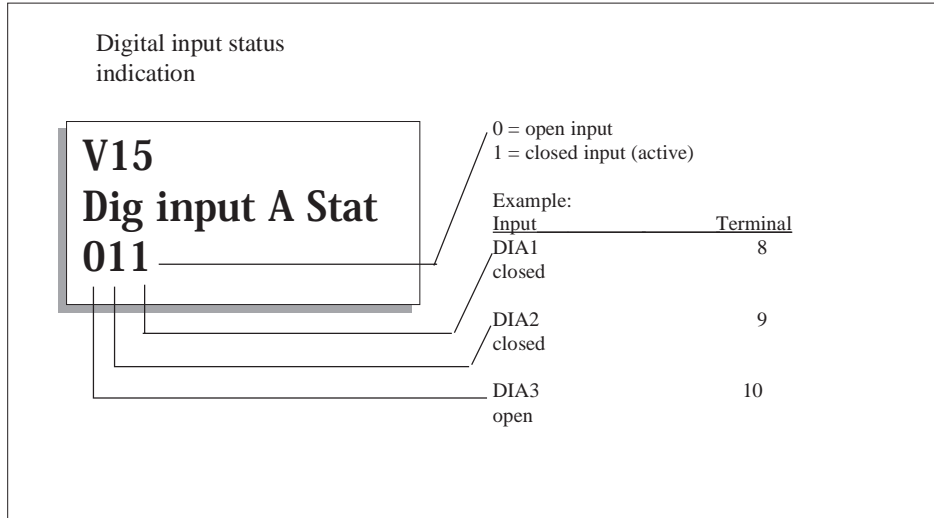 Digital input status
indication
V15
Dig input A Stat
011
0 = open input
1 = closed input (active)
Example:
Input Terminal
DIA1 8
closed
DIA2 9
closed
DIA3 10
open